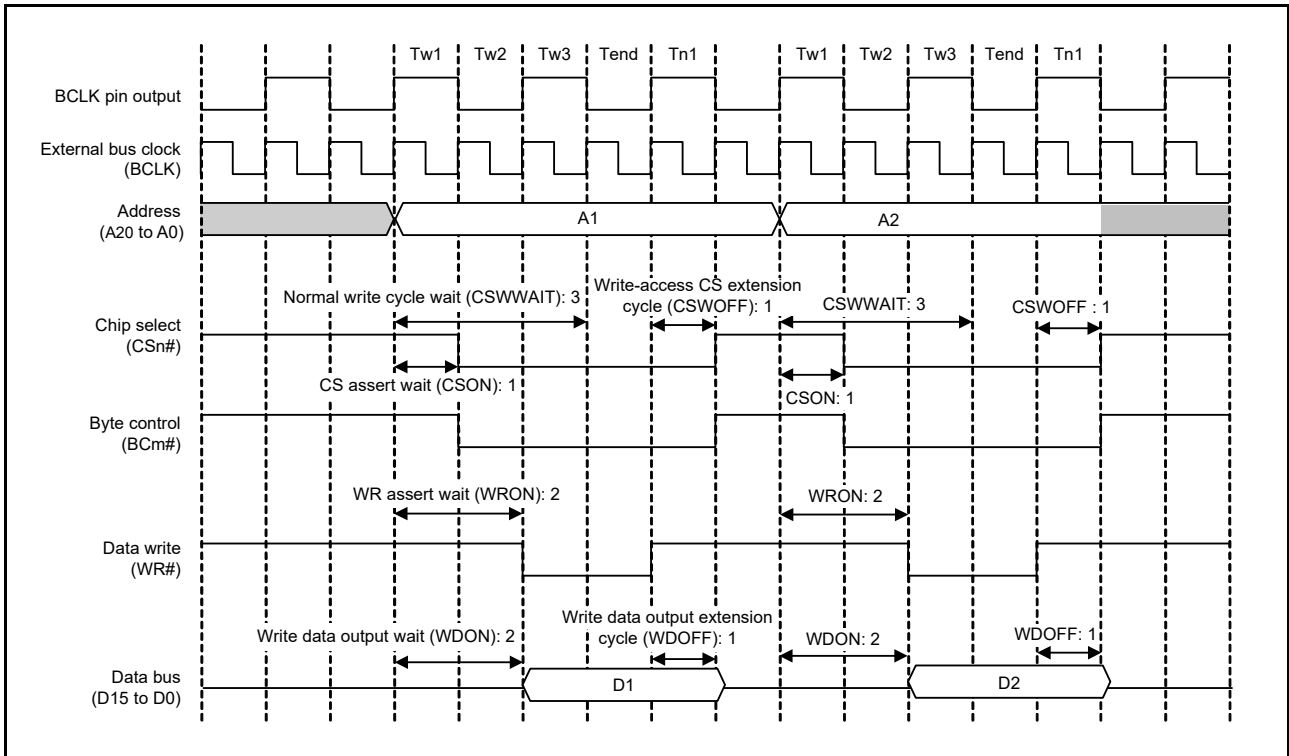 Tw1 Tw2 Tw3 Tend Tn1 Tw1 Tw2 Tw3 Tend Tn1
BCLK pin output
External bus clock
(BCLK)
Address
(A20 to A0)
A1 A2
Normal write cycle wait (CSWWAIT): 3
Write-access CS extension
cycle (CSWOFF): 1
CSWWAIT: 3
CSWOFF : 1
Chip select
(CSn#)
CS assert wait (CSON): 1
CSON: 1
Byte control
(BCm#)
WR assert wait (WRON): 2
WRON: 2
Data write
(WR#)
Write data output wait (WDON): 2
Write data output extension
cycle (WDOFF): 1
WDON: 2
WDOFF: 1
Data bus
(D15 to D0)
D1 D2